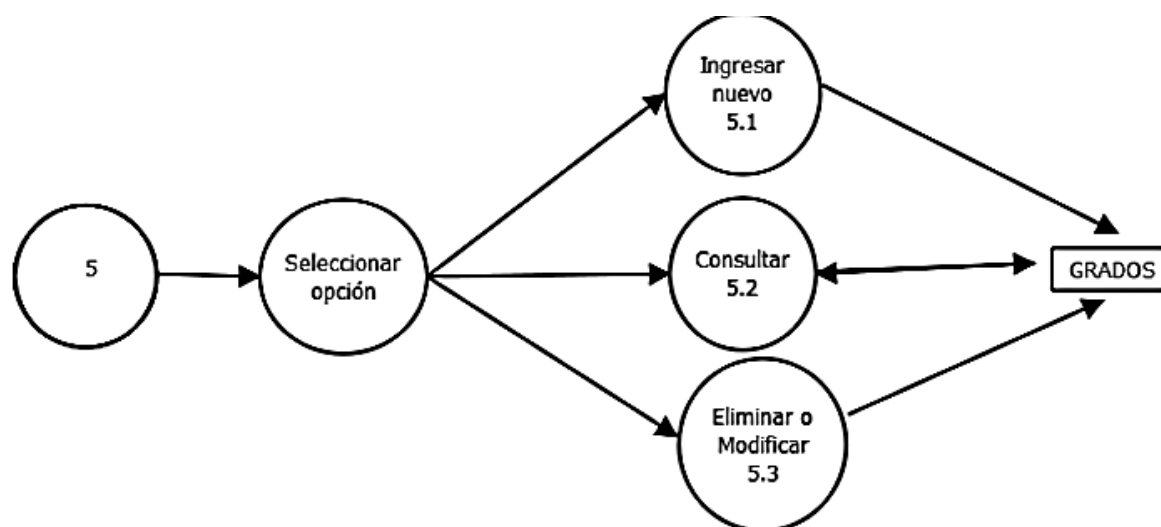 5
Seleccionar
opción
Ingresar
nuevo
5.1
Consultar
5.2
Eliminar o
Modificar
5.3
GRADOS